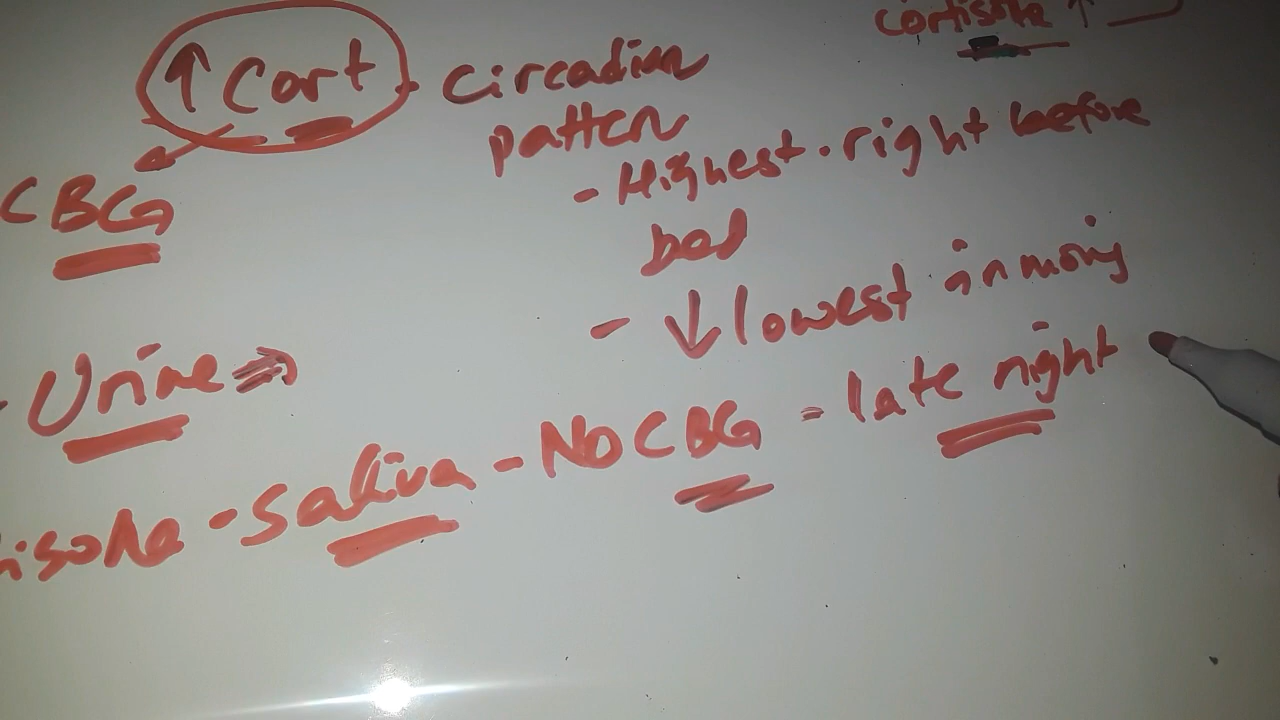 cortisole ↑
↑ Cort - circadian
pattern
- Highest - right before
bed
CBG
- ↓ lowest in morning
- Urine ⇒
isole - saliva - NO CBG = late night